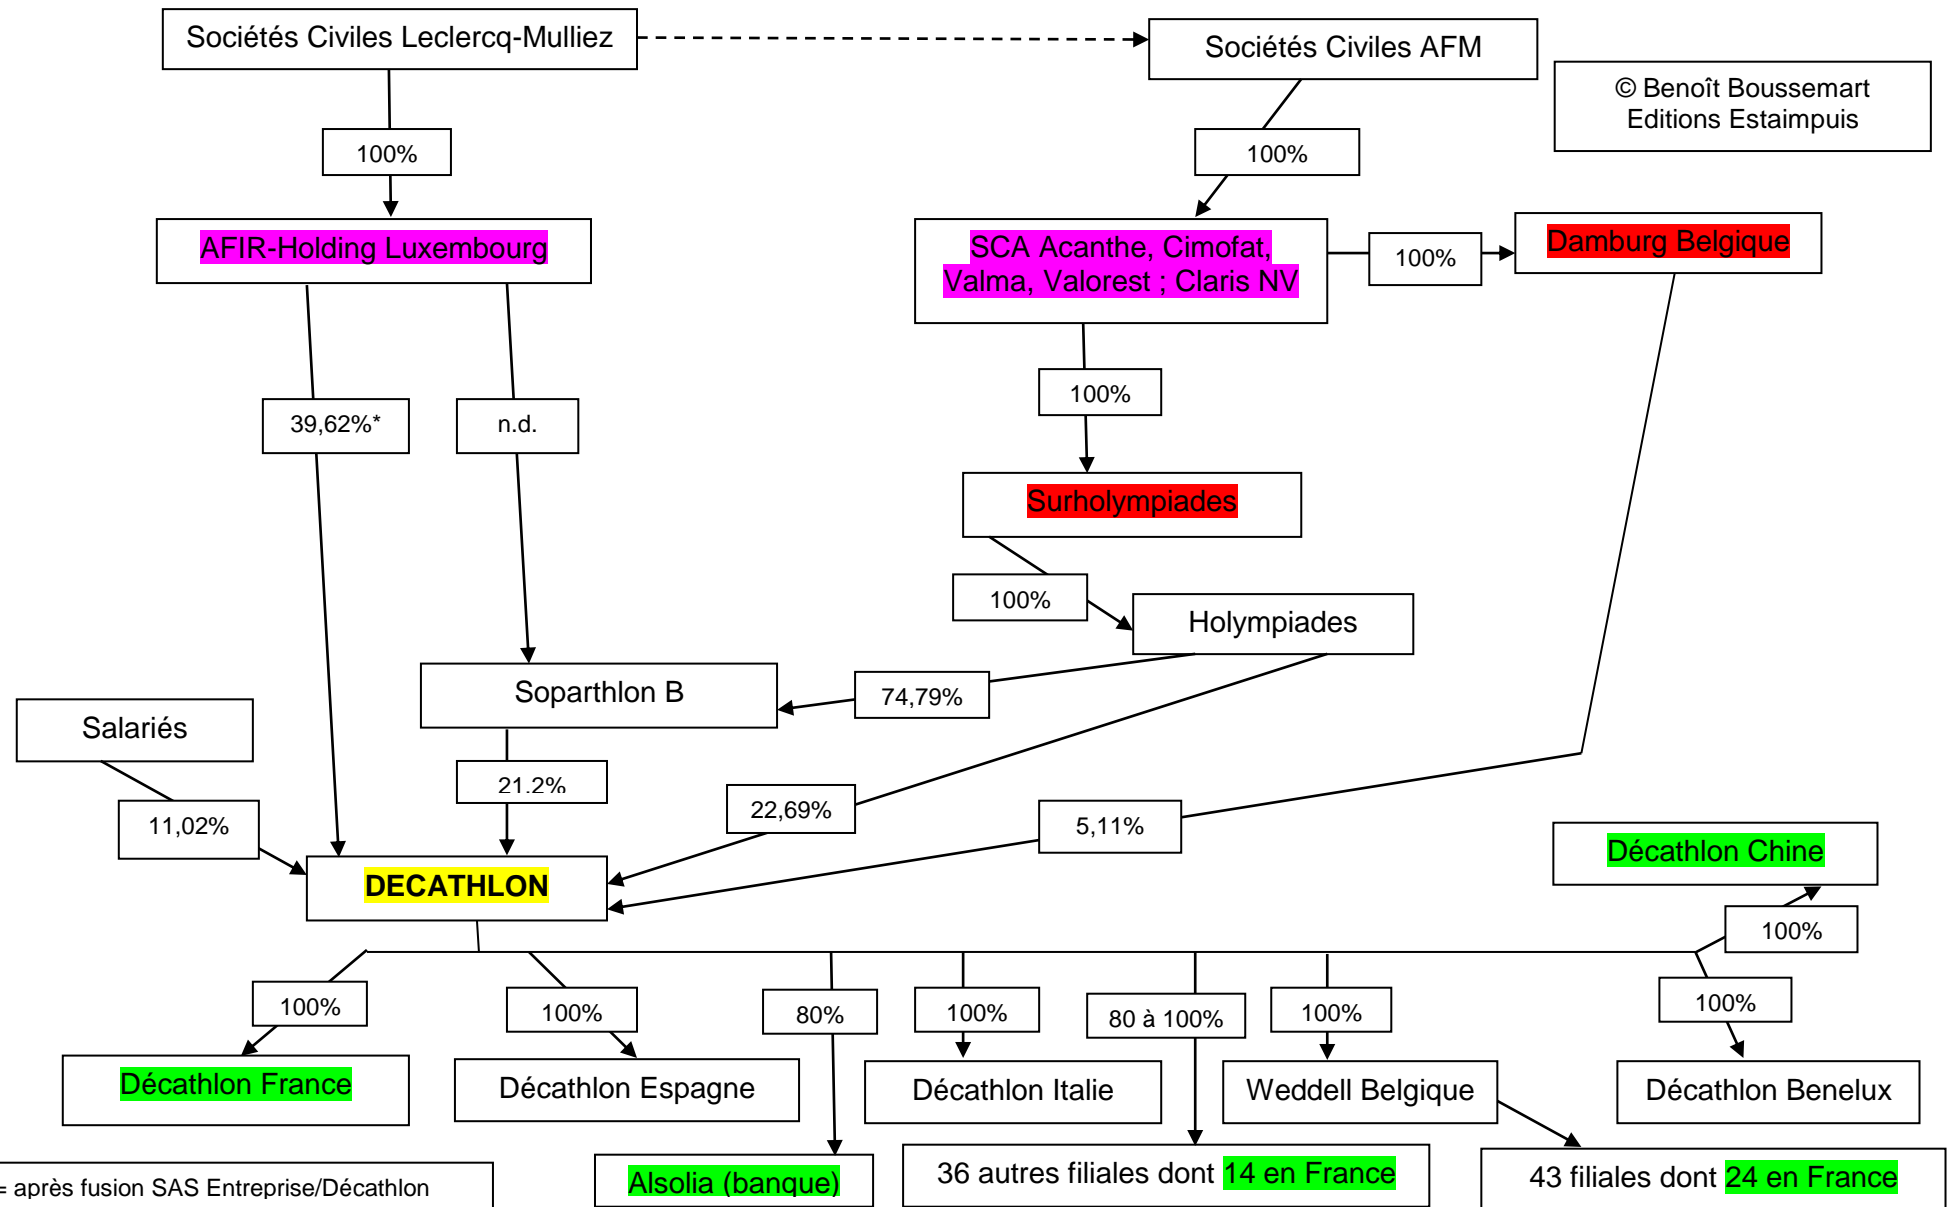 Sociétés Civiles Leclercq-Mulliez
Sociétés Civiles AFM
© Benoît Boussemart
Editions Estaimpuis
100%
100%
AFIR-Holding Luxembourg
SCA Acanthe, Cimofat,
Valma, Valorest ; Claris NV
100%
Damburg Belgique
100%
39,62%*
n.d.
Surholympiades
100%
Holympiades
Soparthlon B
74,79%
Salariés
21.2%
22,69%
5,11%
11,02%
DECATHLON
Décathlon Chine
100%
100%
100%
80%
100%
80 à 100%
100%
100%
Décathlon France
Décathlon Espagne
Décathlon Italie
Weddell Belgique
Décathlon Benelux
= après fusion SAS Entreprise/Décathlon
Alsolia (banque)
36 autres filiales dont 14 en France
43 filiales dont 24 en France